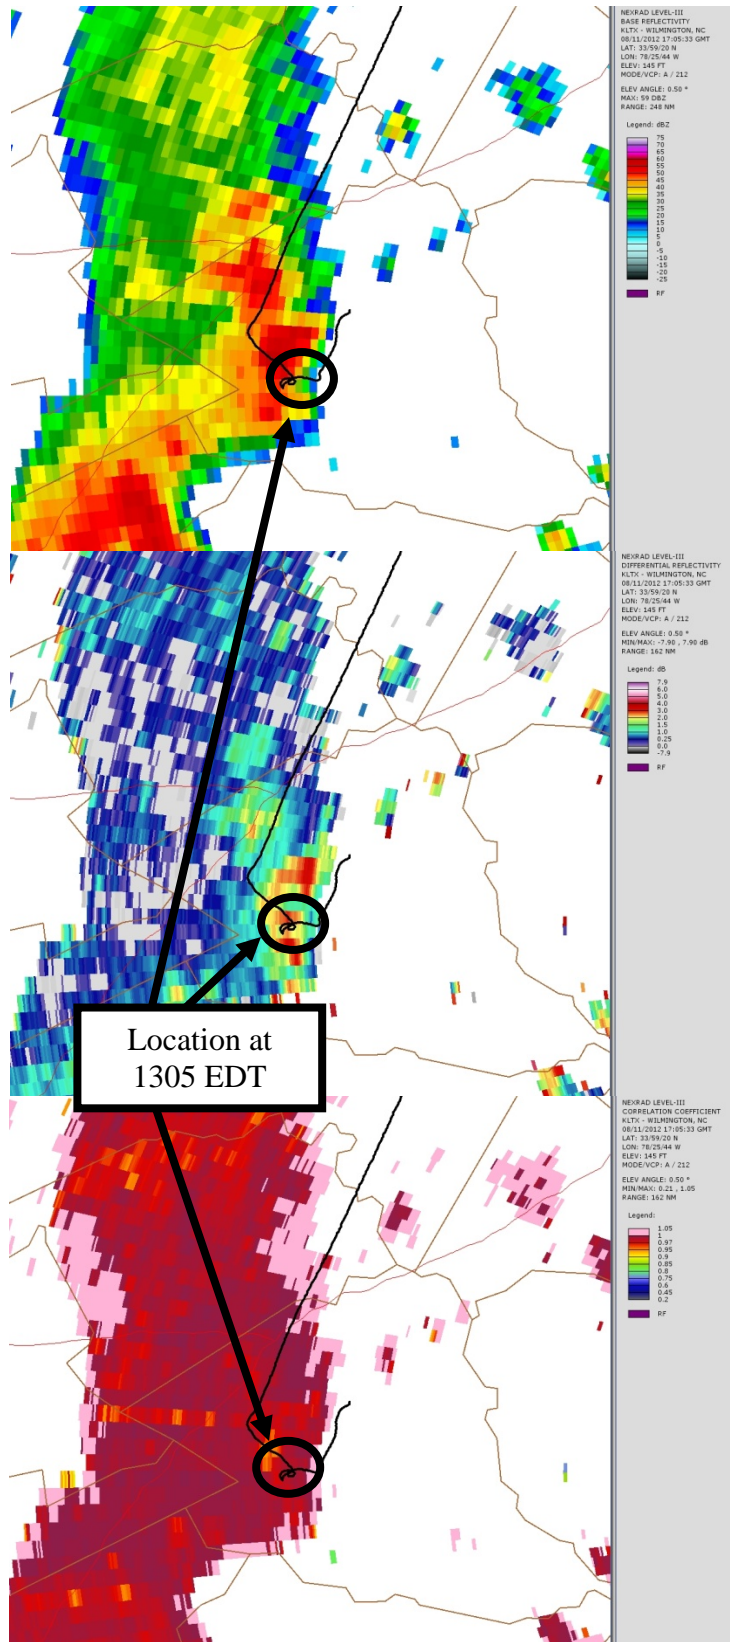 NEXRAD LEVEL-III
BASE REFLECTIVITY
KLTX - WILMINGTON, NC
08/11/2012 17:05:33 GMT
LAT: 33/59/20 N
LON: 78/25/44 W
ELEV: 145 FT
MODE/VCP: A / 212
ELEV ANGLE: 0.50 °
MAX: 59 DBZ
RANGE: 248 NM
Legend: dBZ
75
70
65
60
55
50
45
40
35
30
25
20
15
10
5
0
-5
-10
-15
-20
-25
RF
NEXRAD LEVEL-III
DIFFERENTIAL REFLECTIVITY
KLTX - WILMINGTON, NC
08/11/2012 17:05:33 GMT
LAT: 33/59/20 N
LON: 78/25/44 W
ELEV: 145 FT
MODE/VCP: A / 212
ELEV ANGLE: 0.50 °
MIN/MAX: -7.90 , 7.90 dB
RANGE: 162 NM
Legend: dB
7.9
6.0
5.0
4.0
3.0
2.0
1.5
1.0
0.25
0.0
-7.9
RF
Location at
1305 EDT
NEXRAD LEVEL-III
CORRELATION COEFFICIENT
KLTX - WILMINGTON, NC
08/11/2012 17:05:33 GMT
LAT: 33/59/20 N
LON: 78/25/44 W
ELEV: 145 FT
MODE/VCP: A / 212
ELEV ANGLE: 0.50 °
MIN/MAX: 0.21 , 1.05
RANGE: 162 NM
Legend:
1.05
1
0.97
0.95
0.9
0.85
0.8
0.75
0.6
0.45
0.2
RF